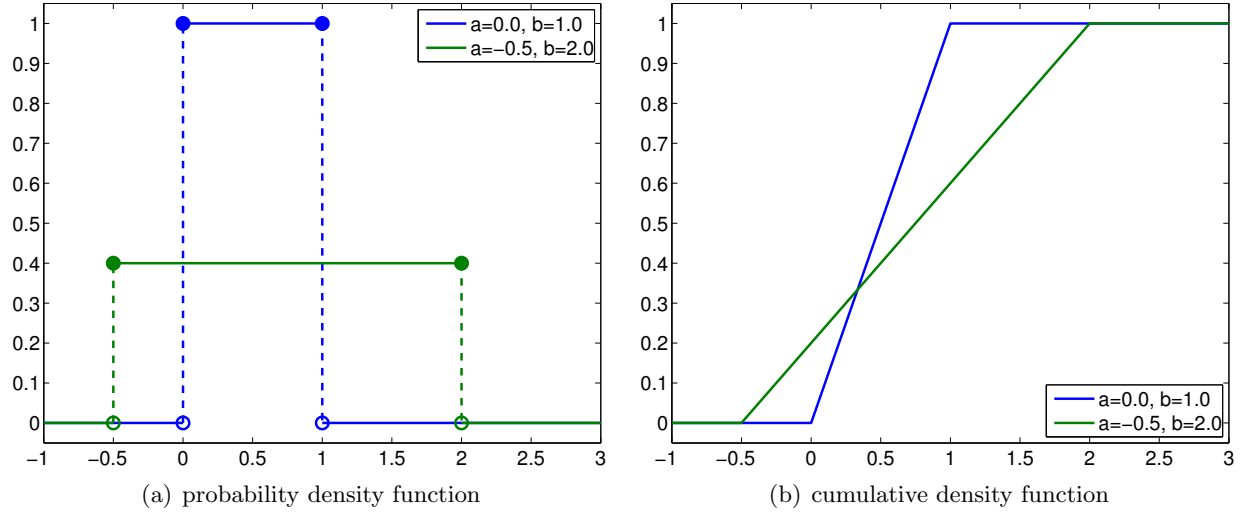 1
0.9
0.8
0.7
0.6
0.5
0.4
0.3
0.2
0.1
0
−1 −0.5 0 0.5 1 1.5 2 2.5 3
a=0.0, b=1.0
a=−0.5, b=2.0
(a) probability density function
1
0.9
0.8
0.7
0.6
0.5
0.4
0.3
0.2
0.1
0
−1 −0.5 0 0.5 1 1.5 2 2.5 3
a=0.0, b=1.0
a=−0.5, b=2.0
(b) cumulative density function